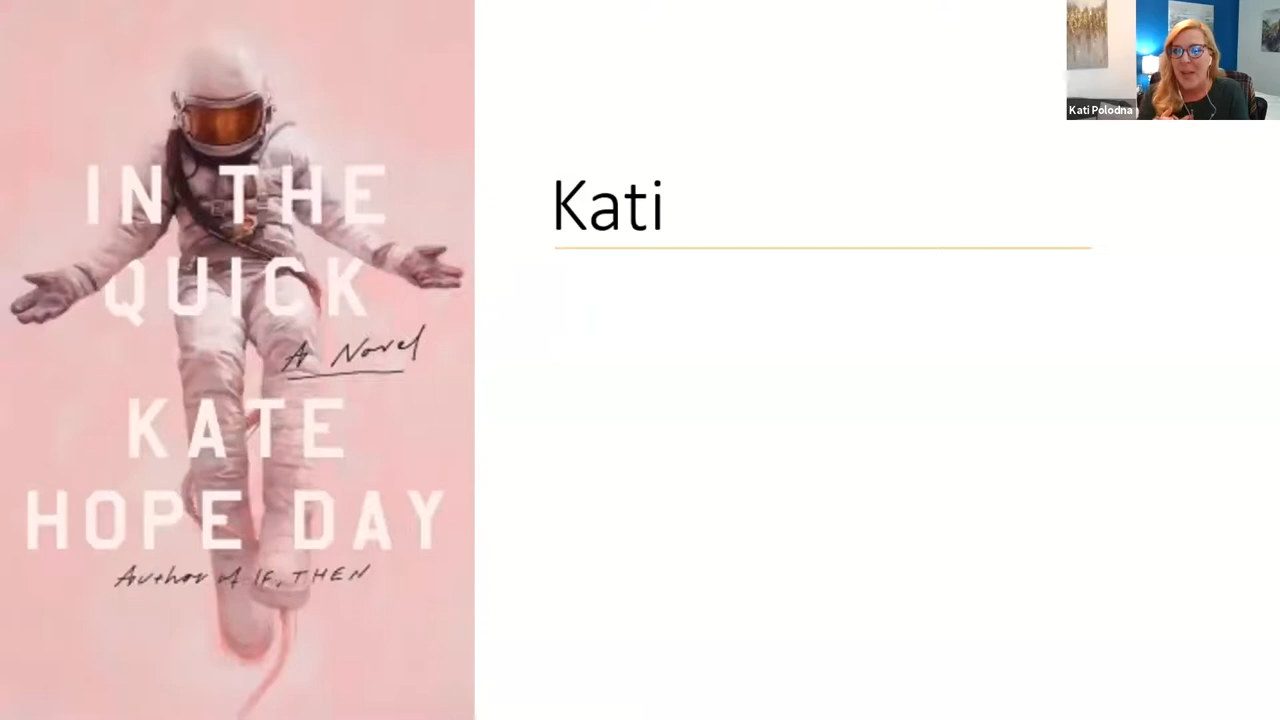 IN THE
QUICK
A Novel
KATE
HOPE DAY
Author of IF, THEN
Kati
Kati Polodna